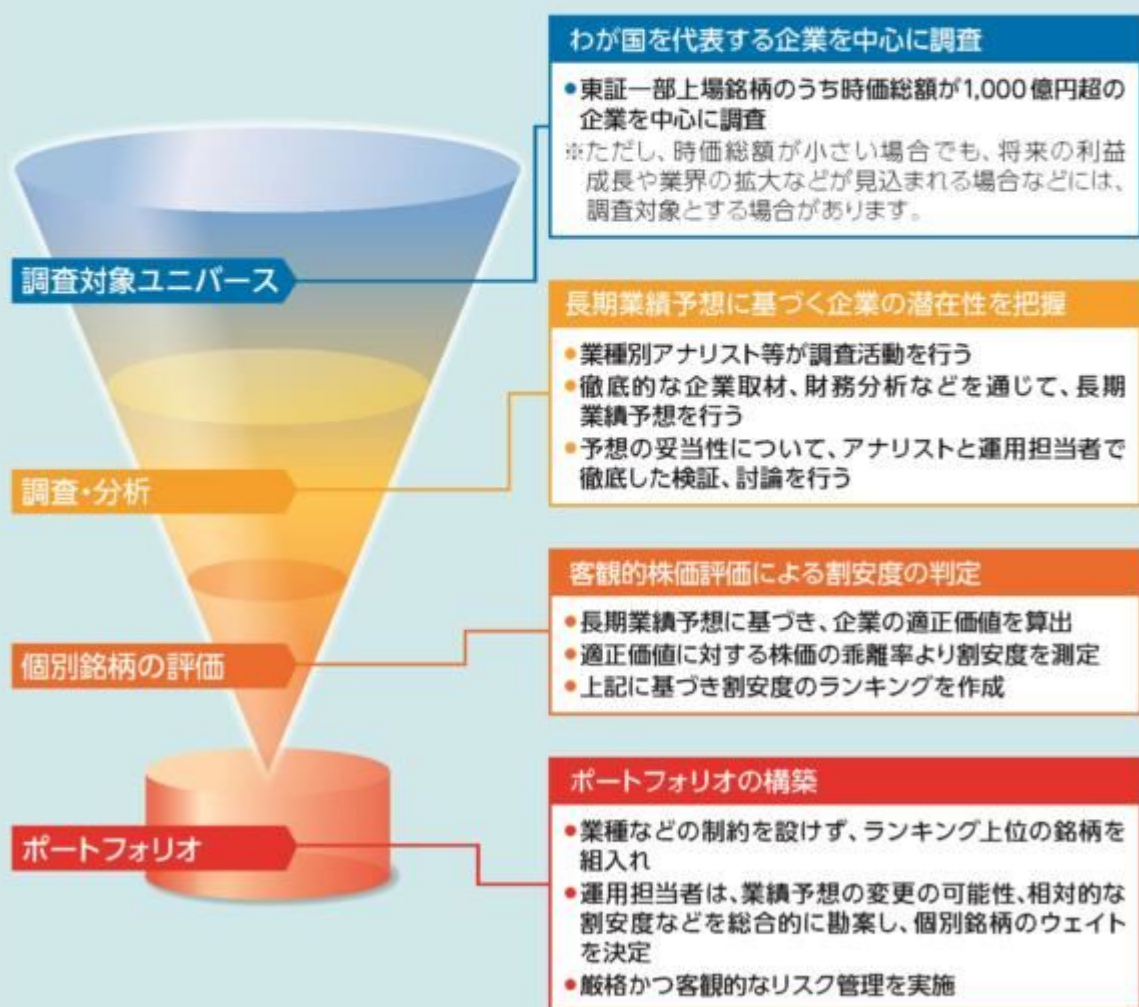 わが国を代表する企業を中心に調査
●東証一部上場銘柄のうち時価総額が1,000億円超の
企業を中心に調査
※ただし、時価総額が小さい場合でも、将来の利益
成長や業界の拡大などが見込まれる場合などには、
調査対象とする場合があります。
調査対象ユニバース
長期業績予想に基づく企業の潜在性を把握
●業種別アナリスト等が調査活動を行う
●徹底的な企業取材、財務分析などを通じて、長期
業績予想を行う
●予想の妥当性について、アナリストと運用担当者で
徹底した検証、討論を行う
調査・分析
客観的株価評価による割安度の判定
●長期業績予想に基づき、企業の適正価値を算出
●適正価値に対する株価の乖離率より割安度を測定
●上記に基づき割安度のランキングを作成
個別銘柄の評価
ポートフォリオの構築
●業種などの制約を設けず、ランキング上位の銘柄を
組入れ
●運用担当者は、業績予想の変更の可能性、相対的な
割安度などを総合的に勘案し、個別銘柄のウェイト
を決定
●厳格かつ客観的なリスク管理を実施
ポートフォリオ